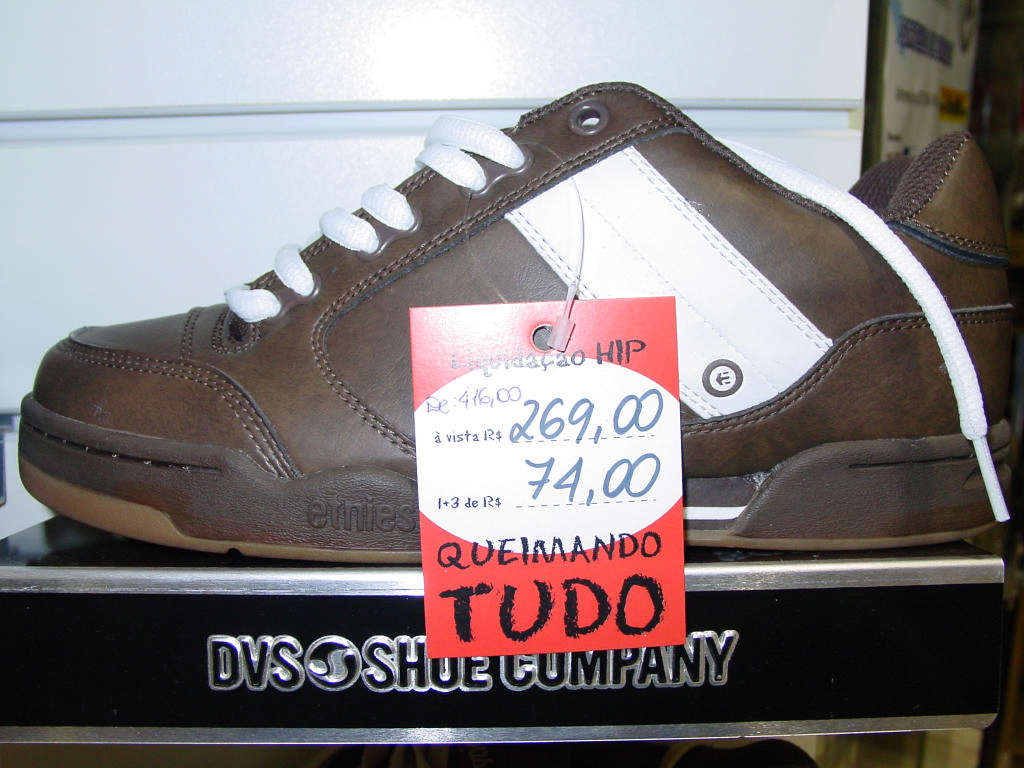 Liquidação HIP
De: 416,00
à vista R$ 269,00
1+3 de R$ 74,00
QUEIMANDO
TUDO
etnies
DVS SHOE COMPANY